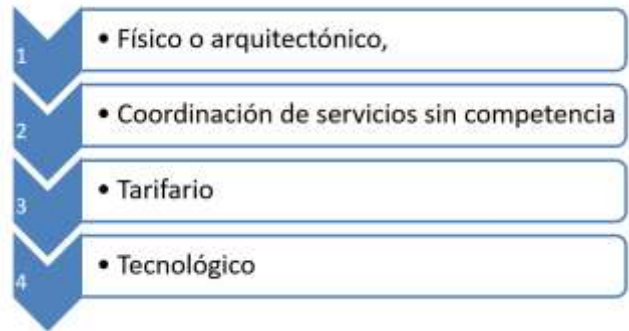 1
• Físico o arquitectónico,
2
• Coordinación de servicios sin competencia
3
• Tarifario
4
• Tecnológico